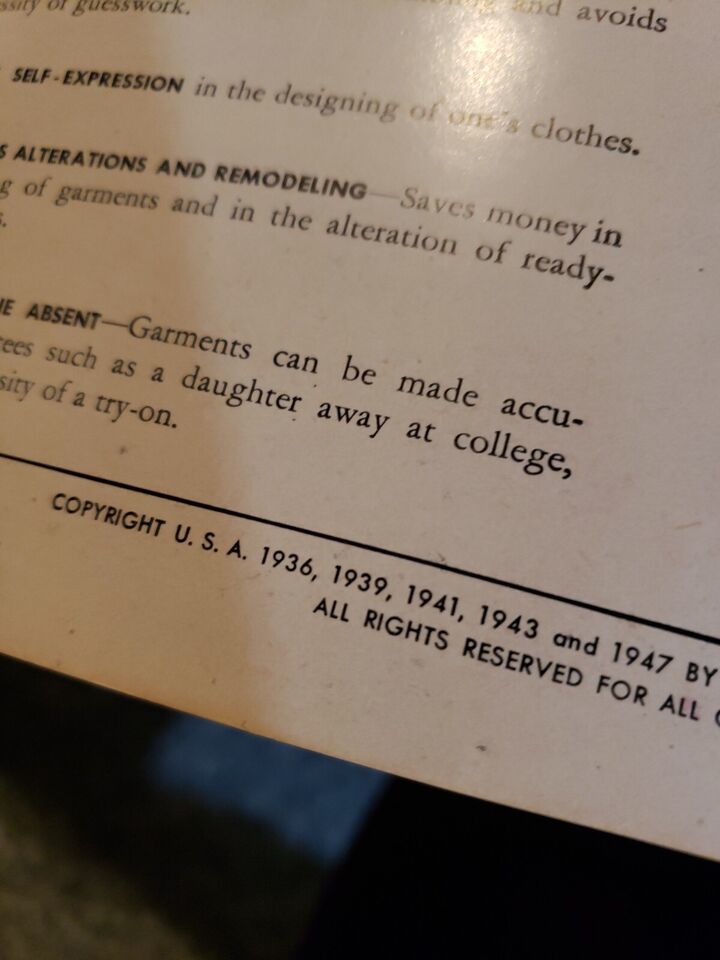 of guesswork. and avoids
SELF-EXPRESSION in the designing of one's clothes.
S ALTERATIONS AND REMODELING—Saves money in
g of garments and in the alteration of ready-
s.
E ABSENT—Garments can be made accu-
ees such as a daughter away at college,
sity of a try-on.
COPYRIGHT U. S. A. 1936, 1939, 1941, 1943 and 1947 BY
ALL RIGHTS RESERVED FOR ALL